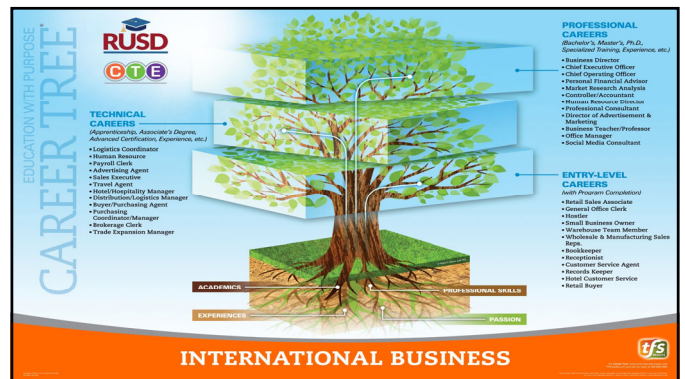 EDUCATION WITH PURPOSE
CAREER TREE
RUSD
CTE
TECHNICAL
CAREERS
(Apprenticeship, Associate's Degree,
Advanced Certification, Experience, etc.)
• Logistics Coordinator
• Human Resource
• Payroll Clerk
• Advertising Agent
• Sales Executive
• Travel Agent
• Hotel/Hospitality Manager
• Distribution/Logistics Manager
• Buyer/Purchasing Agent
• Purchasing
Coordinator/Manager
• Brokerage Clerk
• Trade Expansion Manager
PROFESSIONAL
CAREERS
(Bachelor's, Master's, Ph.D.,
Specialized Training, Experience, etc.)
• Business Director
• Chief Executive Officer
• Chief Operating Officer
• Personal Financial Advisor
• Market Research Analysis
• Controller/Accountant
• Human Resource Director
• Professional Consultant
• Director of Advertisement &
Marketing
• Business Teacher/Professor
• Office Manager
• Social Media Consultant
ENTRY-LEVEL
CAREERS
(with Program Completion)
• Retail Sales Associate
• General Office Clerk
• Hostler
• Small Business Owner
• Warehouse Team Member
• Wholesale & Manufacturing Sales
Reps.
• Bookkeeper
• Receptionist
• Customer Service Agent
• Records Keeper
• Hotel Customer Service
• Retail Buyer
ACADEMICS
PROFESSIONAL SKILLS
EXPERIENCES
PASSION
INTERNATIONAL BUSINESS
tfs